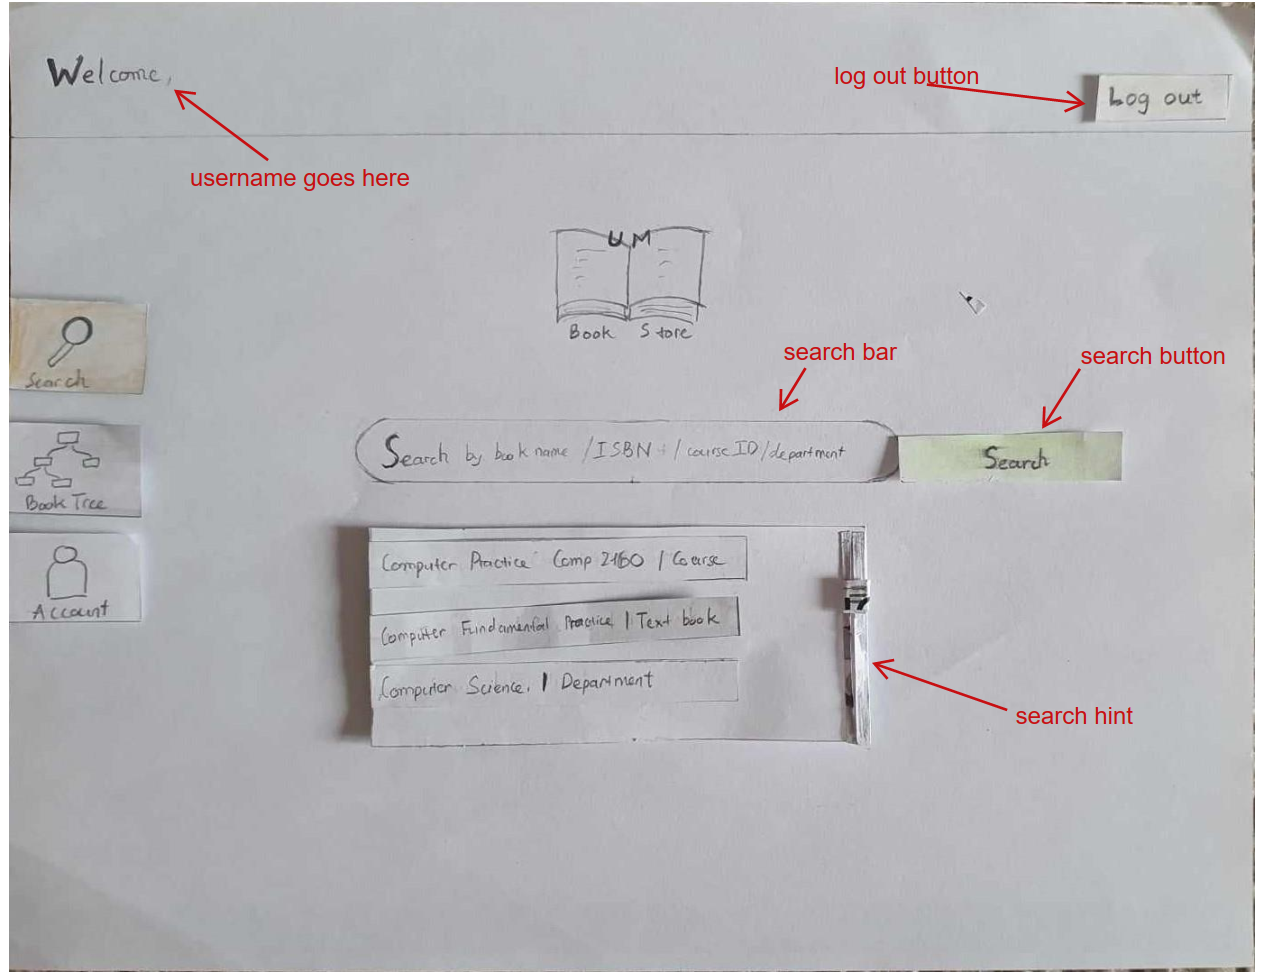 Welcome,
log out button
Log out
username goes here
UM
Book Store
Search
search bar
search button
Search by book name / ISBN + / course ID / department
Search
Book Tree
Computer Practice Comp 2160 / Course
Account
Computer Fundamental Practice | Text book
Computer Science. | Department
search hint